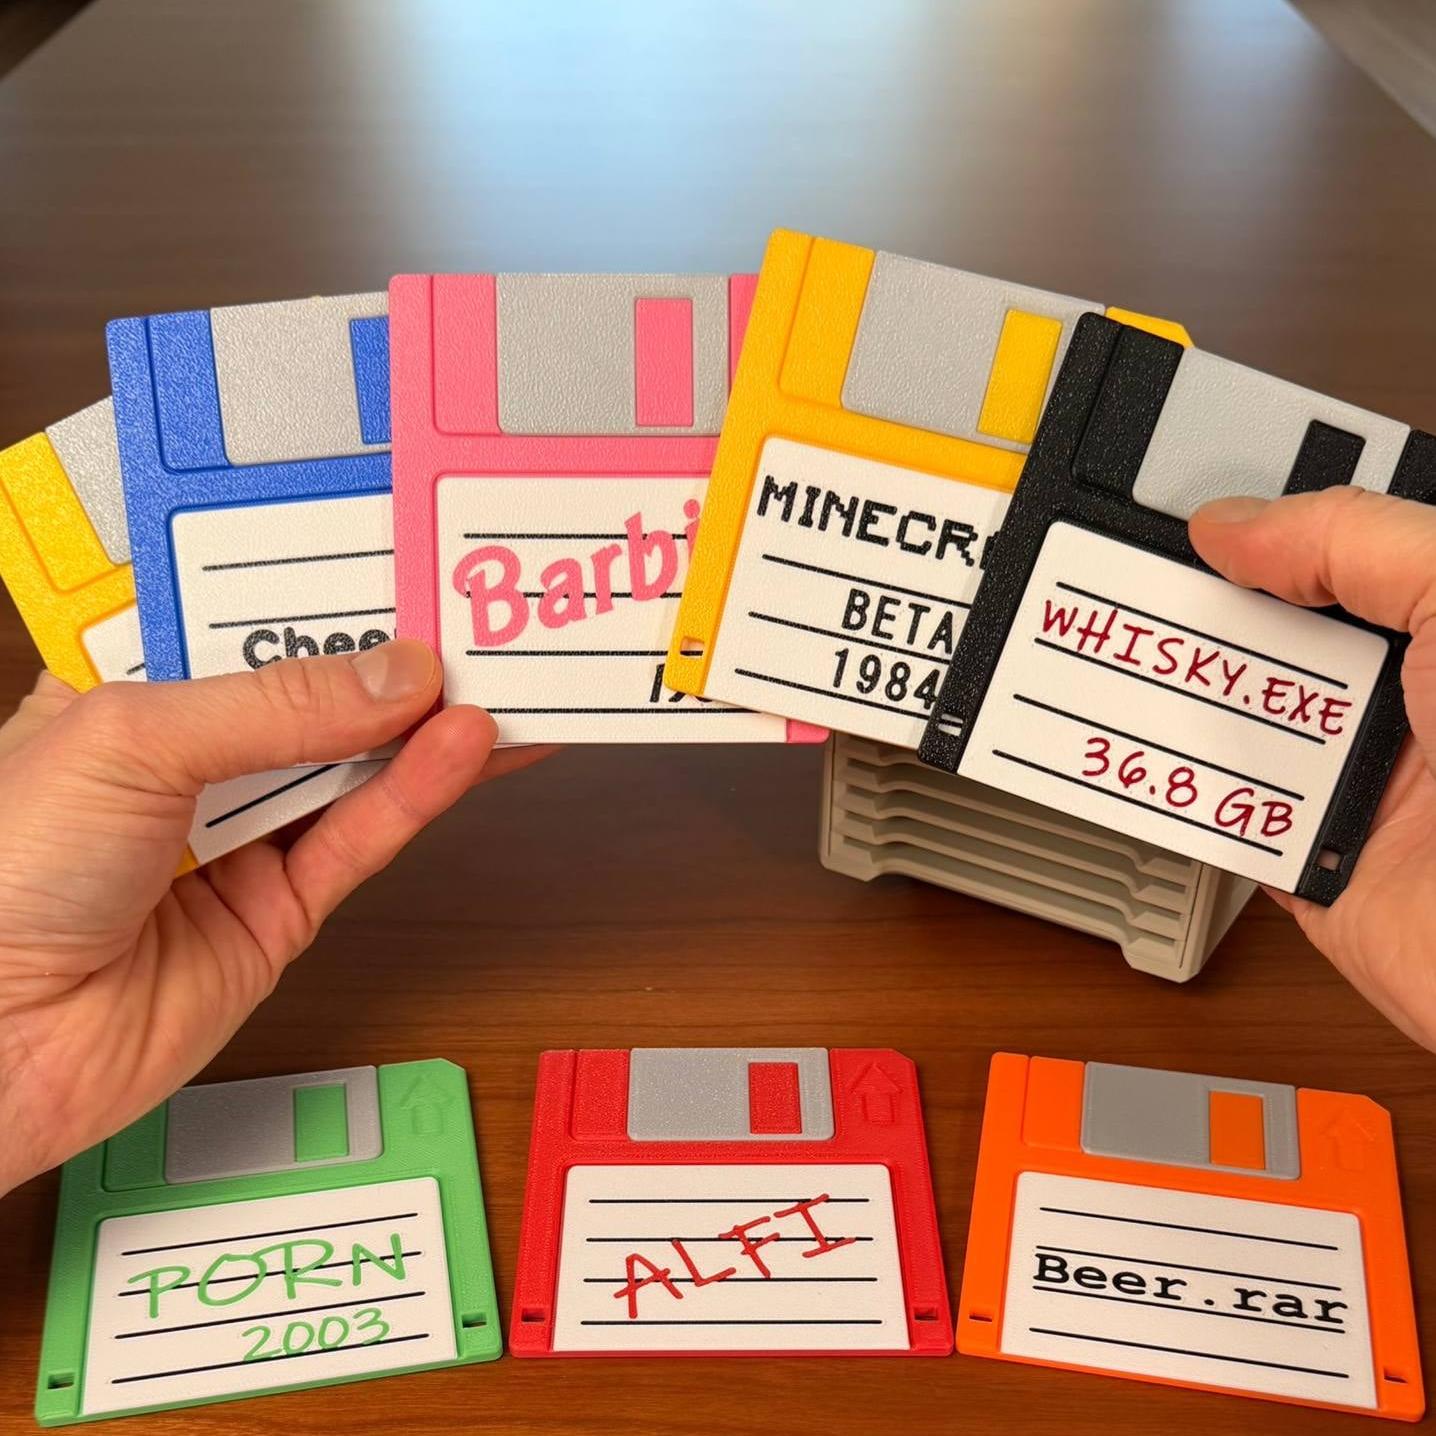 Barbi
MINECR
BETA
1984
WHISKY.EXE
36.8 GB
PORN
2003
ALFI
Beer.rar